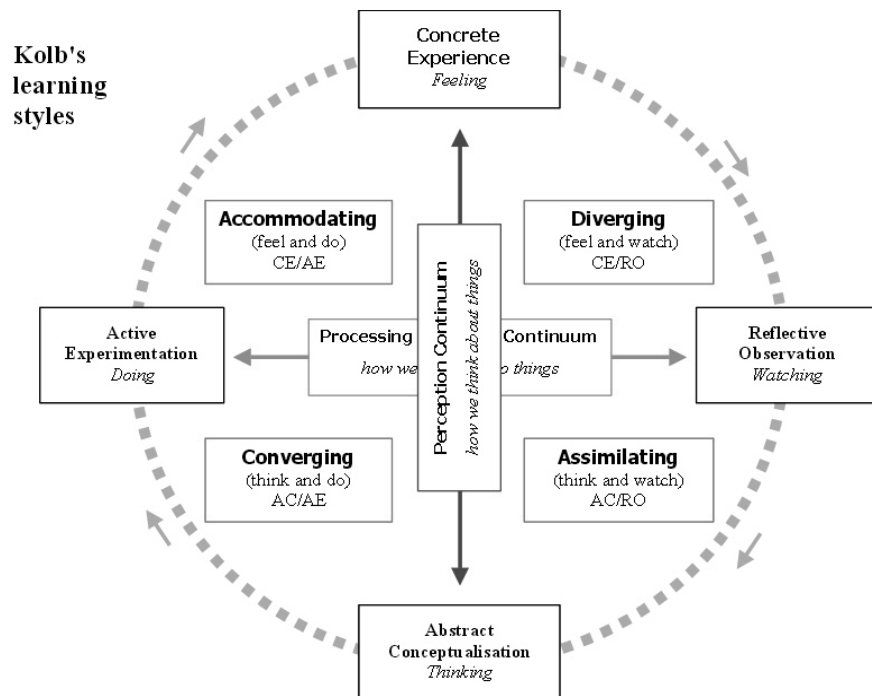 Kolb's
learning
styles
Concrete
Experience
Feeling
Accommodating
(feel and do)
CE/AE
Diverging
(feel and watch)
CE/RO
Active
Experimentation
Doing
Processing Continuum
how we things
Perception Continuum
how we think about things
Reflective
Observation
Watching
Converging
(think and do)
AC/AE
Assimilating
(think and watch)
AC/RO
Abstract
Conceptualisation
Thinking